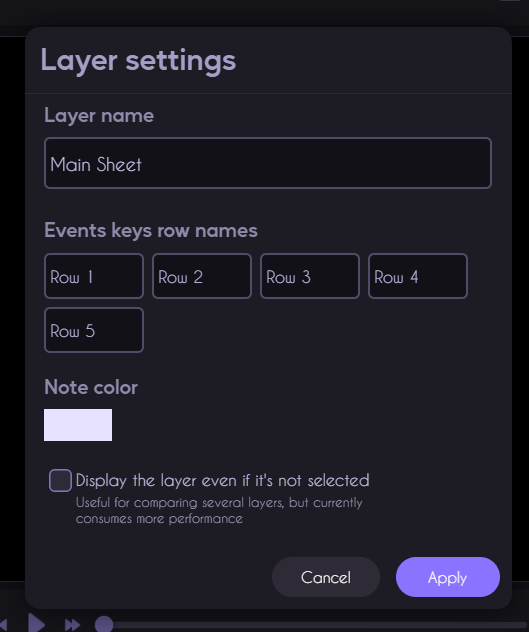 Layer settings
Layer name
Main Sheet
Events keys row names
Row 1 Row 2 Row 3 Row 4
Row 5
Note color
Display the layer even if it's not selected
Useful for comparing several layers, but currently
consumes more performance
Cancel Apply